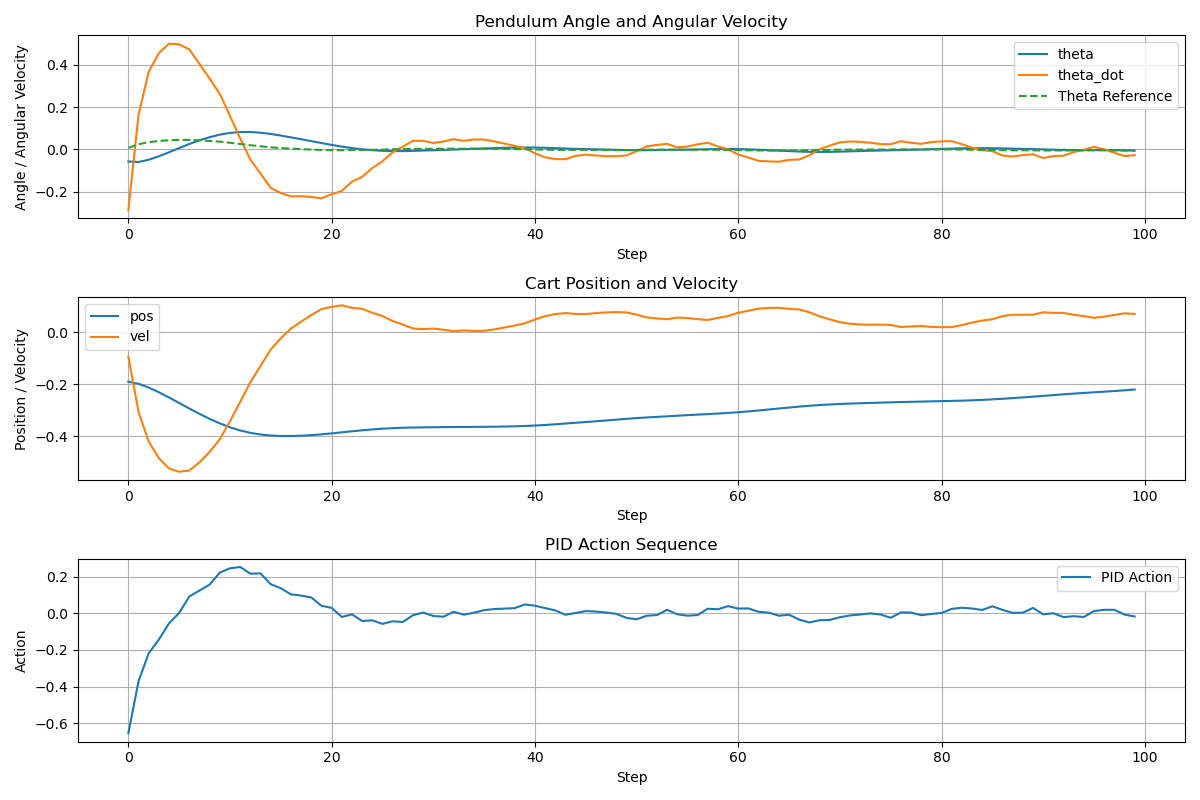 Pendulum Angle and Angular Velocity
Angle / Angular Velocity
0.4
0.2
0.0
−0.2
theta
theta_dot
Theta Reference
0 20 40 60 80 100
Step
Cart Position and Velocity
Position / Velocity
0.0
−0.2
−0.4
pos
vel
0 20 40 60 80 100
Step
PID Action Sequence
Action
0.2
0.0
−0.2
−0.4
−0.6
PID Action
0 20 40 60 80 100
Step